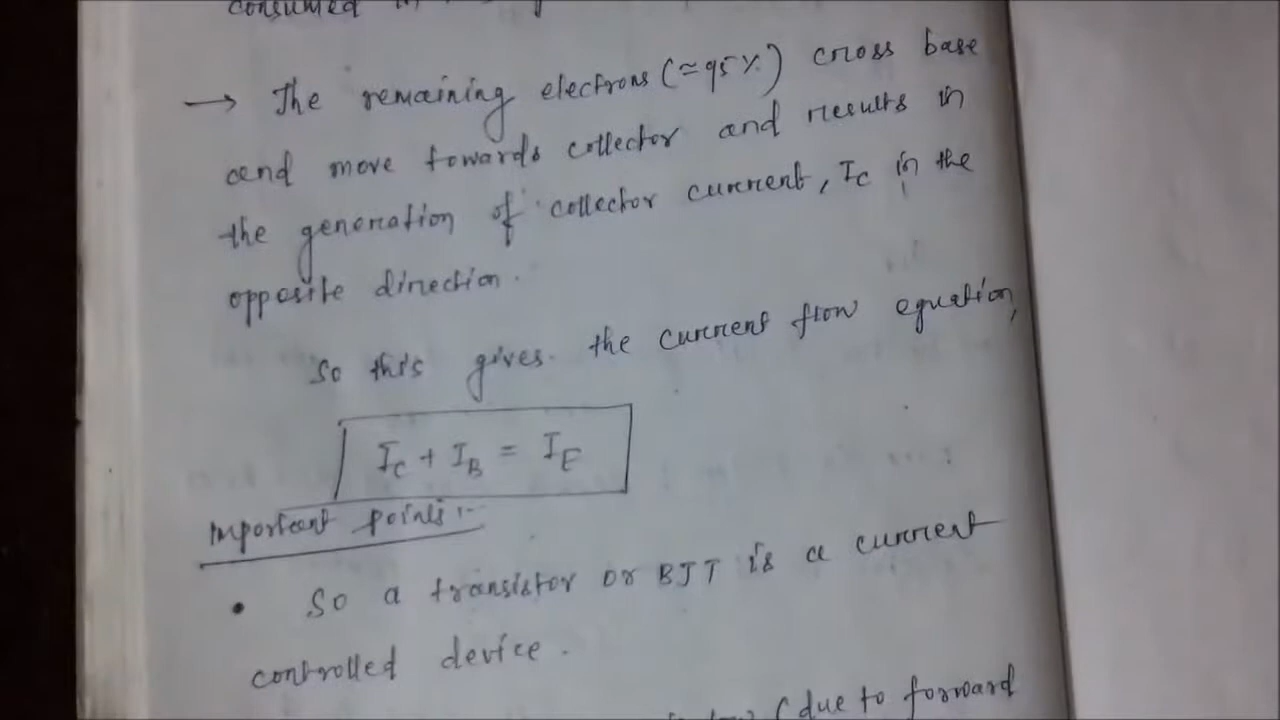 consumed in
→ The remaining electrons (≃95%) cross base
and move towards collector and results in
the generation of collector current, IC in the
opposite direction.
So this gives the current flow equation,
IC + IB = IE
Important points:-
• So a transistor or BJT is a current
controlled device.
(due to forward